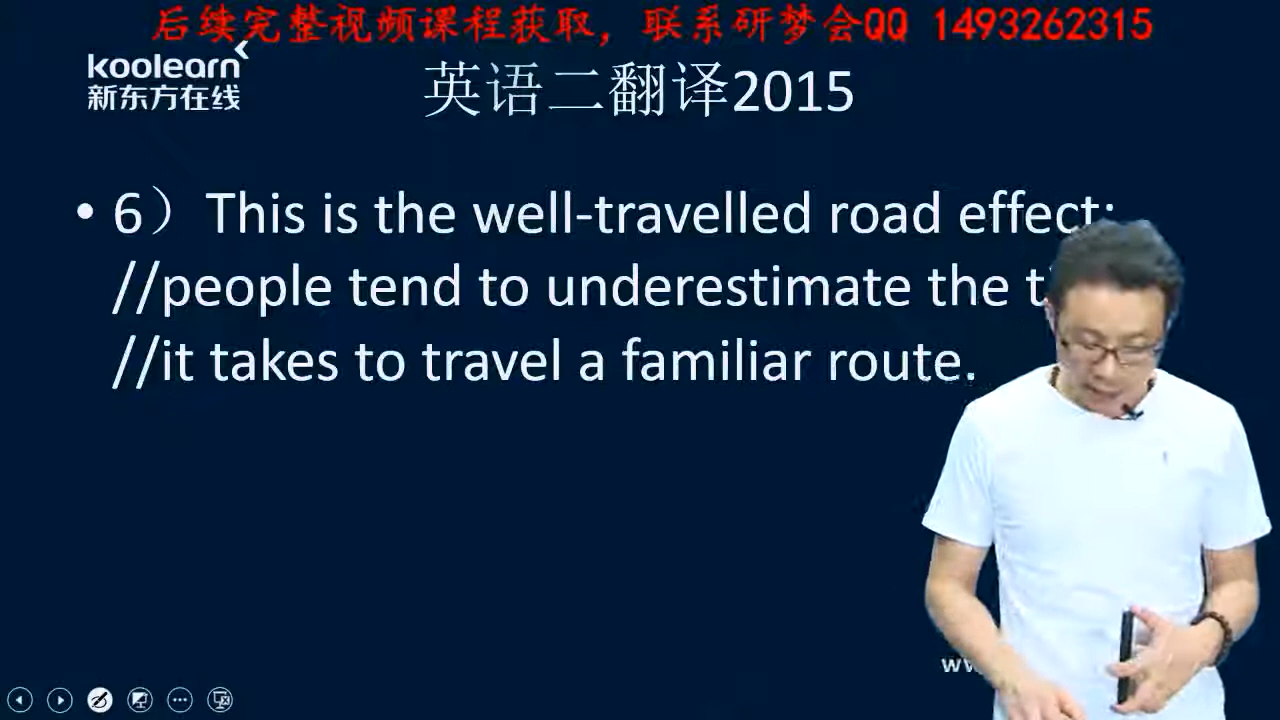 后续完整视频课程获取，联系研梦会QQ 1493262315
koolearn
新东方在线
英语二翻译2015
• 6）This is the well-travelled road effect:
//people tend to underestimate the
//it takes to travel a familiar route.